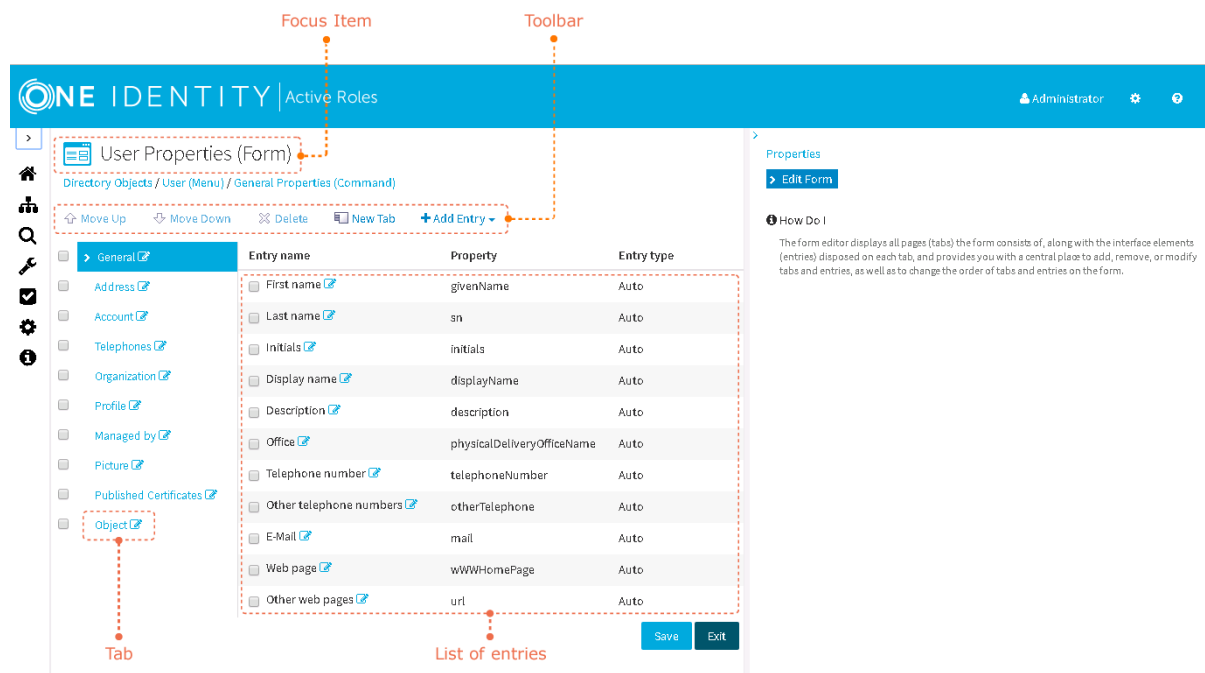 Focus Item
Toolbar
ONE IDENTITY Active Roles
Administrator
User Properties (Form)
Directory Objects / User (Menu) / General Properties (Command)
Move Up
Move Down
Delete
New Tab
Add Entry
General
Address
Account
Telephones
Organization
Profile
Managed by
Picture
Published Certificates
Object
Entry name Property Entry type
First name givenName Auto
Last name sn Auto
Initials initials Auto
Display name displayName Auto
Description description Auto
Office physicalDeliveryOfficeName Auto
Telephone number telephoneNumber Auto
Other telephone numbers otherTelephone Auto
E-Mail mail Auto
Web page wWWHomePage Auto
Other web pages url Auto
Save
Exit
Properties
Edit Form
How Do I
The form editor displays all pages (tabs) the form consists of, along with the interface elements
(entries) disposed on each tab, and provides you with a central place to add, remove, or modify
tabs and entries, as well as to change the order of tabs and entries on the form.
Tab
List of entries